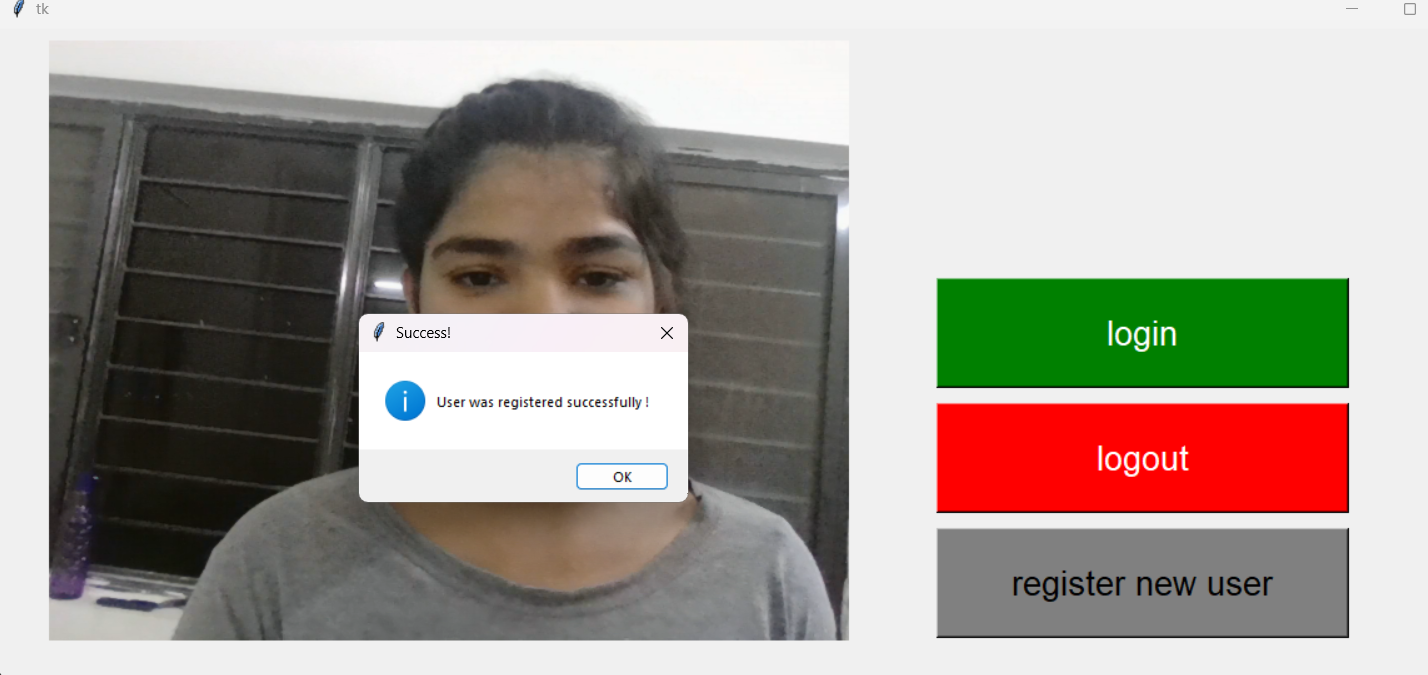 tk
Success!
User was registered successfully !
OK
login
logout
register new user